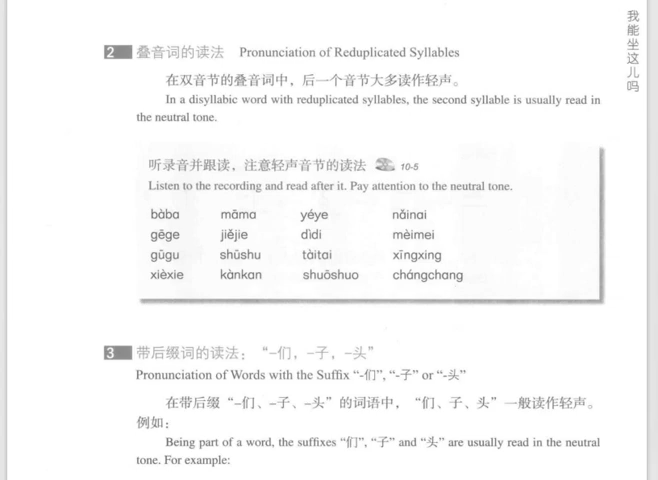 我能坐这儿吗
2 叠音词的读法 Pronunciation of Reduplicated Syllables
在双音节的叠音词中，后一个音节大多读作轻声。
In a disyllabic word with reduplicated syllables, the second syllable is usually read in
the neutral tone.
听录音并跟读，注意轻声音节的读法 10-5
Listen to the recording and read after it. Pay attention to the neutral tone.
bàba māma yéye nǎinai
gēge jiějie dìdi mèimei
gūgu shūshu tàitai xīngxing
xièxie kànkan shuōshuo chángchang
3 带后缀词的读法：“-们，-子，-头”
Pronunciation of Words with the Suffix “-们”, “-子” or “-头”
在带后缀“-们、-子、-头”的词语中，“们、子、头”一般读作轻声。
例如：
Being part of a word, the suffixes “们”, “子” and “头” are usually read in the neutral
tone. For example: